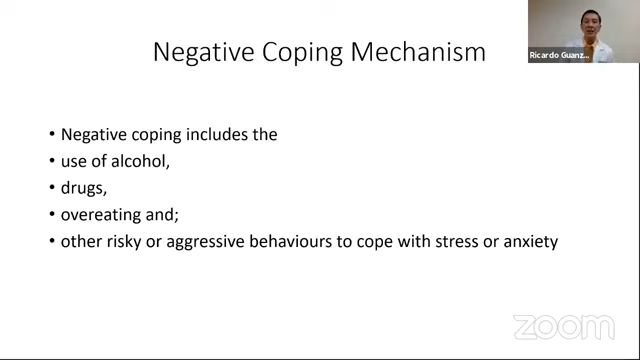 Negative Coping Mechanism
Ricardo Guanz...
• Negative coping includes the
• use of alcohol,
• drugs,
• overeating and;
• other risky or aggressive behaviours to cope with stress or anxiety
zoom